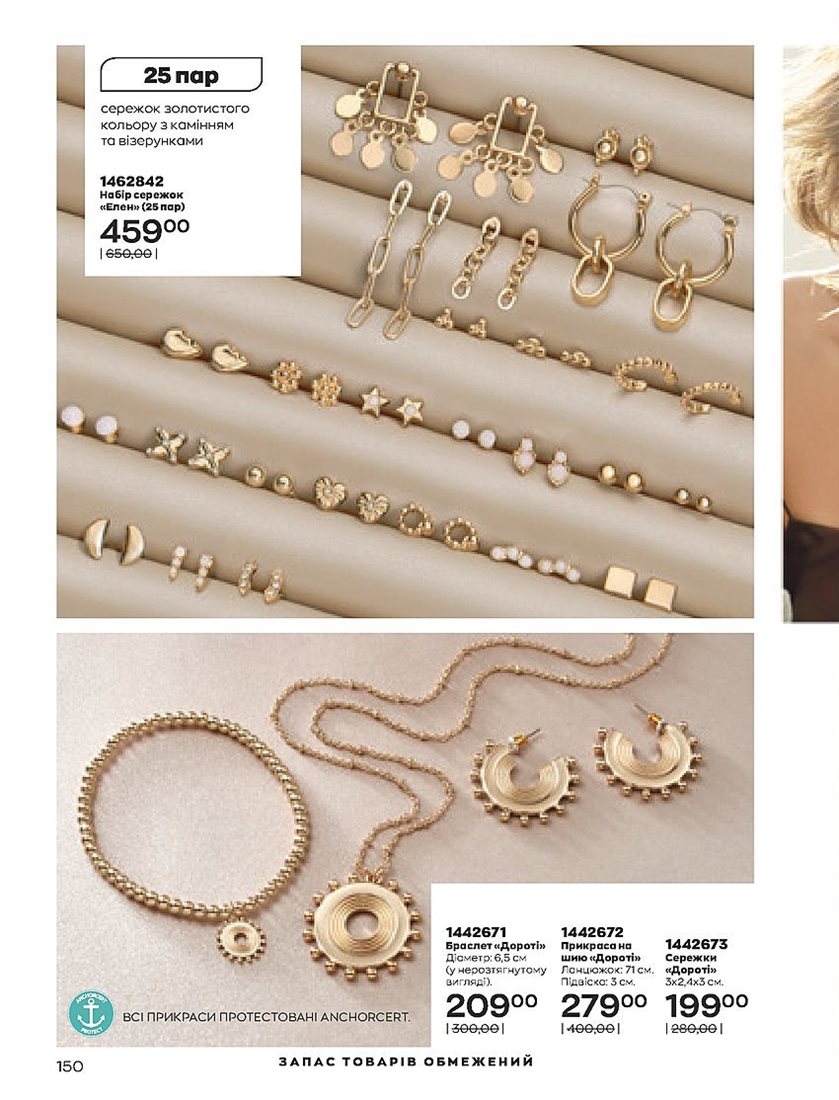 25 пар
сережок золотистого
кольору з камінням
та візерунками
1462842
Набір сережок
«Елен» (25 пар)
459⁰⁰
|650,00|
1442671
Браслет «Дороті»
Діаметр: 6,5 см
(у нерозтягнутому
вигляді).
209⁰⁰
|300,00|
1442672
Прикраса на
шию «Дороті»
Ланцюжок: 71 см.
Підвіска: 3 см.
279⁰⁰
|400,00|
1442673
Сережки
«Дороті»
3х2,4х3 см.
199⁰⁰
|280,00|
ANCHORCERT
PROTECT
ВСІ ПРИКРАСИ ПРОТЕСТОВАНІ ANCHORCERT.
150
ЗАПАС ТОВАРІВ ОБМЕЖЕНИЙ